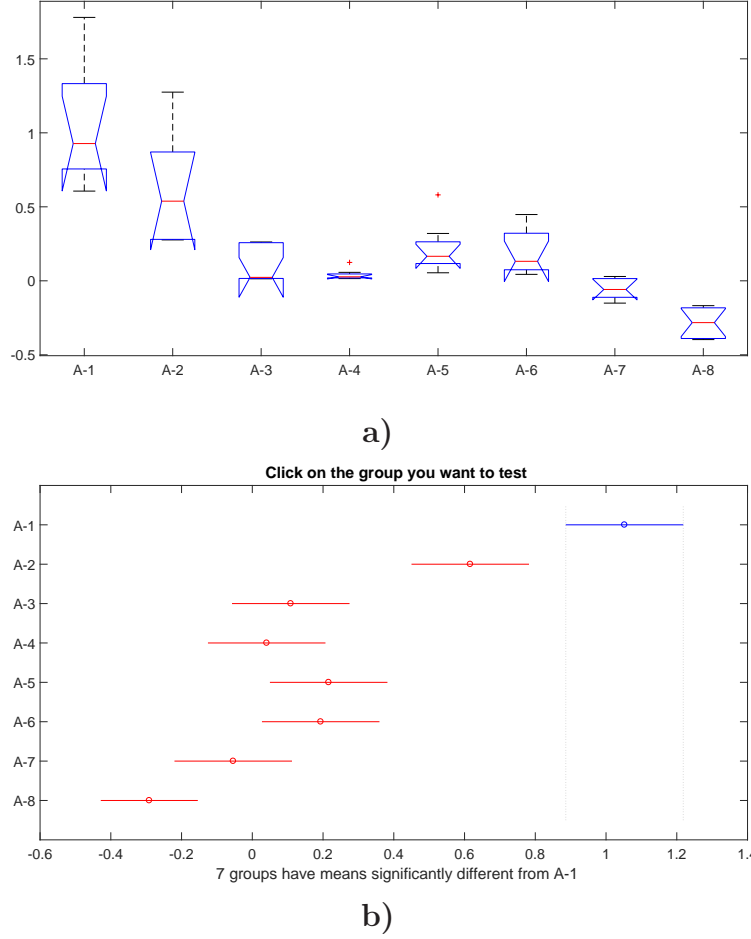 1.5
1
0.5
0
-0.5
A-1 A-2 A-3 A-4 A-5 A-6 A-7 A-8
a)
Click on the group you want to test
A-1
A-2
A-3
A-4
A-5
A-6
A-7
A-8
-0.6 -0.4 -0.2 0 0.2 0.4 0.6 0.8 1 1.2 1.4
7 groups have means significantly different from A-1
b)